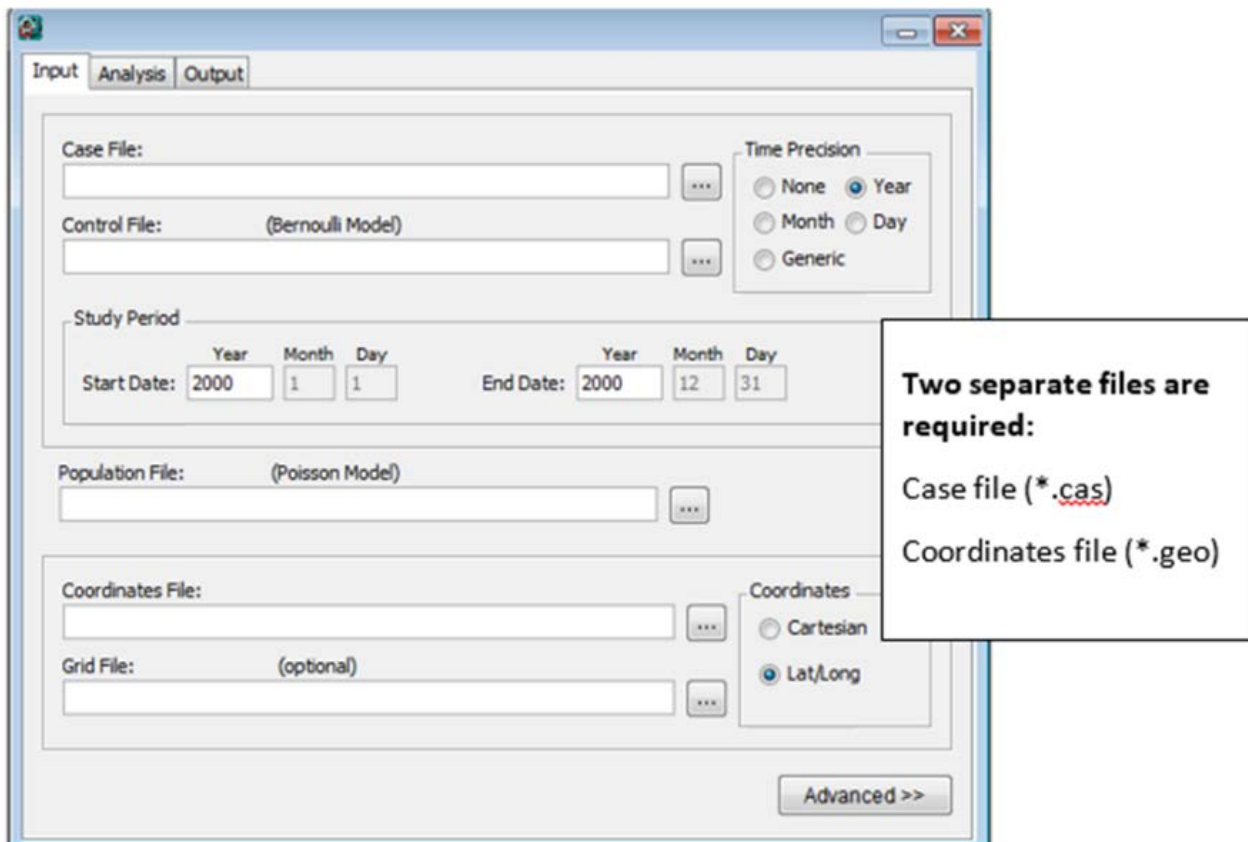 Input Analysis Output
Case File:
...
Time Precision
None Year
Month Day
Generic
Control File: (Bernoulli Model)
...
Study Period
Year Month Day Year Month Day
Start Date: 2000 1 1 End Date: 2000 12 31
Population File: (Poisson Model)
...
Coordinates File:
...
Coordinates
Cartesian
Lat/Long
Grid File: (optional)
...
Advanced >>
Two separate files are
required:
Case file (*.cas)
Coordinates file (*.geo)